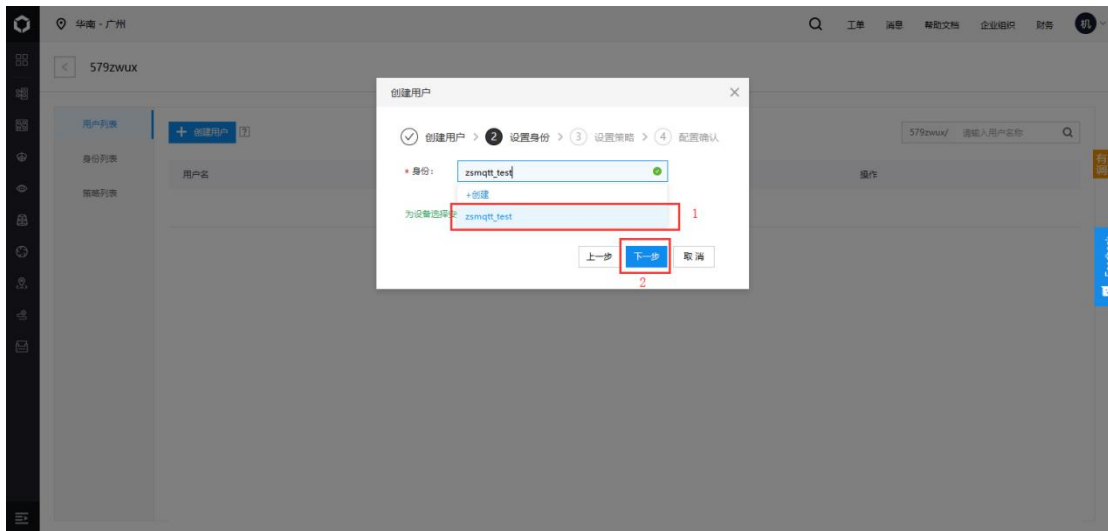 华南 - 广州
工单 消息 帮助文档 企业组织 财务 机
579zwux
创建用户
创建用户 > 2 设置身份 > 3 设置策略 > 4 配置确认
用户列表
+ 创建用户 ?
579zwux/ 请输入用户名称
身份列表
* 身份: zsmqtt_test
用户名
操作
+创建
策略列表
为设备选择
zsmqtt_test
1
上一步 下一步 取消
2